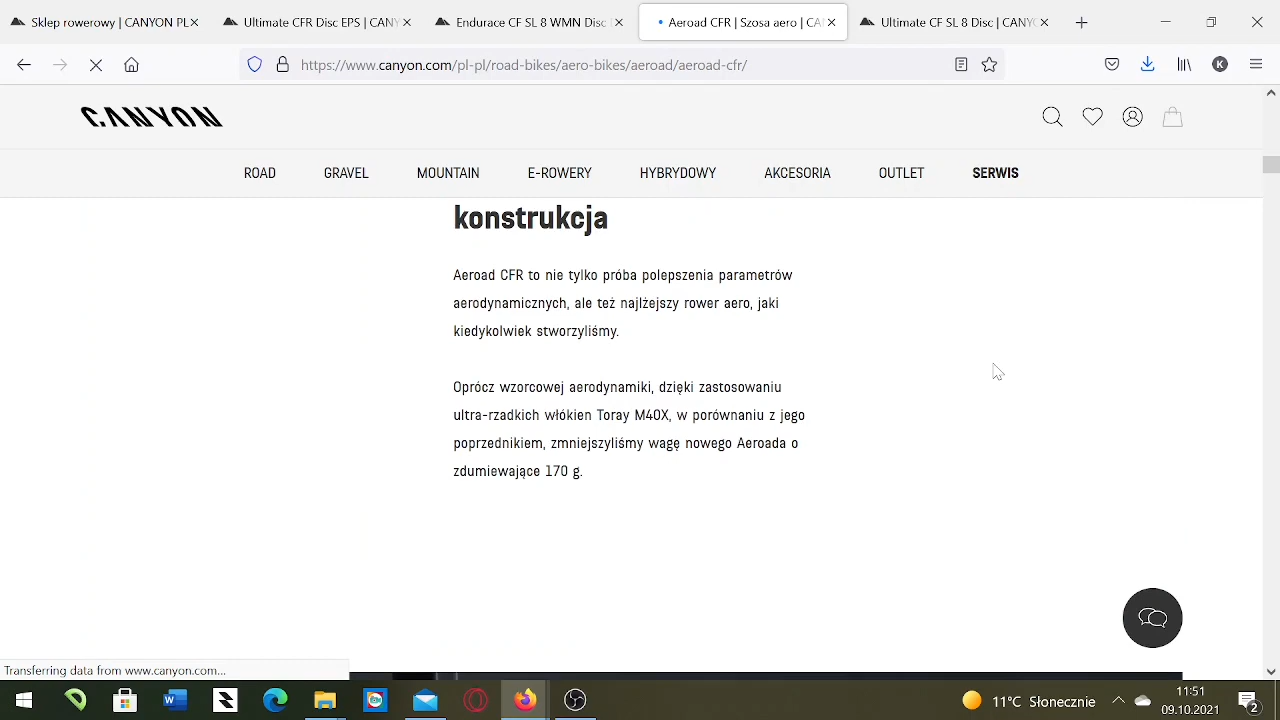 Sklep rowerowy | CANYON PL
Ultimate CFR Disc EPS | CANY
Endurace CF SL 8 WMN Disc
Aeroad CFR | Szosa aero | CA
Ultimate CF SL 8 Disc | CANYO
https://www.canyon.com/pl-pl/road-bikes/aero-bikes/aeroad/aeroad-cfr/
K
CANYON
ROAD GRAVEL MOUNTAIN E-ROWERY HYBRYDOWY AKCESORIA OUTLET SERWIS
konstrukcja
Aeroad CFR to nie tylko próba polepszenia parametrów
aerodynamicznych, ale też najlżejszy rower aero, jaki
kiedykolwiek stworzyliśmy.
Oprócz wzorcowej aerodynamiki, dzięki zastosowaniu
ultra-rzadkich włókien Toray M40X, w porównaniu z jego
poprzednikiem, zmniejszyliśmy wagę nowego Aeroada o
zdumiewające 170 g.
Transferring data from www.canyon.com...
11°C Słonecznie
11:51
09.10.2021
2